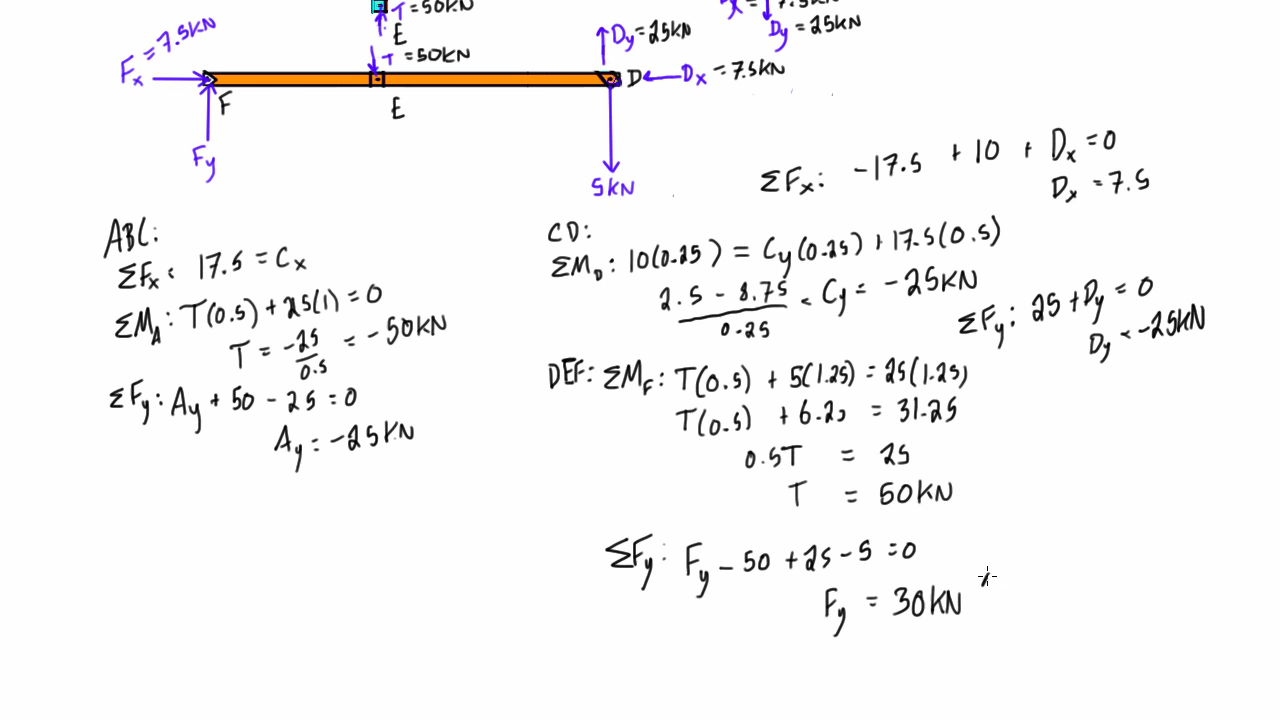 T = 50KN
7.5KN
E
Dy = 25KN
Dy = 25KN
T = 50KN
Fx = 7.5KN
D
Dx = 7.5KN
F
E
Fy
5KN
ΣFx: -17.5 + 10 + Dx = 0
Dx = 7.5
ABC:
ΣFx: 17.5 = Cx
ΣMA: T(0.5) + 25(1) = 0
T = -25/0.5 = -50KN
ΣFy: Ay + 50 - 25 = 0
Ay = -25KN
CD:
ΣMD: 10(0.25) = Cy(0.25) + 17.5(0.5)
2.5 - 8.75 / 0.25 = Cy = -25KN
ΣFy: 25 + Dy = 0
Dy = -25KN
DEF: ΣMF: T(0.5) + 5(1.25) = 25(1.25)
T(0.5) + 6.25 = 31.25
0.5T = 25
T = 50KN
ΣFy: Fy - 50 + 25 - 5 = 0
Fy = 30KN